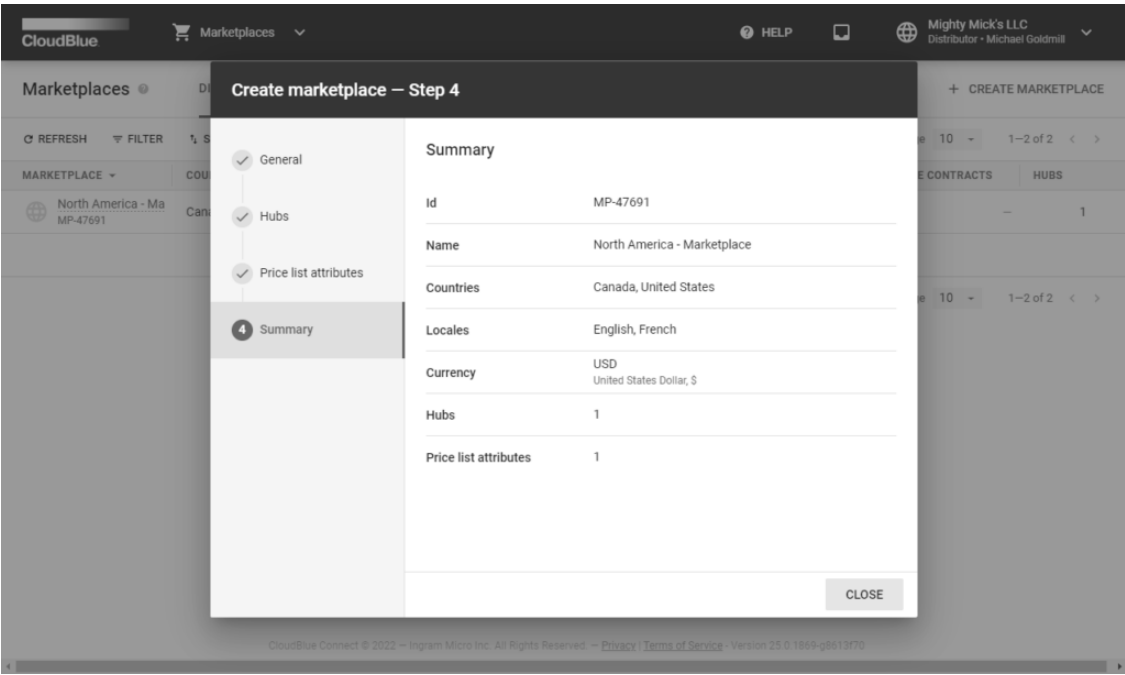 CloudBlue
Marketplaces
HELP
Mighty Mick's LLC
Distributor • Michael Goldmill
Marketplaces
CREATE MARKETPLACE
REFRESH
FILTER
10
1–2 of 2
MARKETPLACE
CONTRACTS
HUBS
North America - Ma
MP-47691
–
1
10
1–2 of 2
Create marketplace — Step 4
General
Hubs
Price list attributes
4 Summary
Summary
Id MP-47691
Name North America - Marketplace
Countries Canada, United States
Locales English, French
Currency USD
United States Dollar, $
Hubs 1
Price list attributes 1
CLOSE
CloudBlue Connect © 2022 — Ingram Micro Inc. All Rights Reserved. — Privacy | Terms of Service - Version 25.0.1869-g8613f70